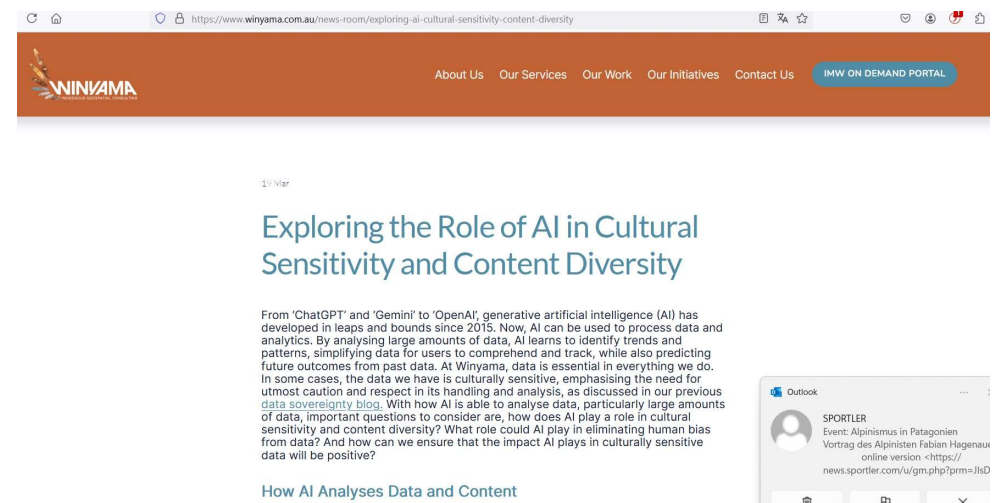 https://www.winyama.com.au/news-room/exploring-ai-cultural-sensitivity-content-diversity
WINYAMA
INDIGENOUS GEOSPATIAL CONSULTING
About Us Our Services Our Work Our Initiatives Contact Us IMW ON DEMAND PORTAL
Mar
Exploring the Role of AI in Cultural
Sensitivity and Content Diversity
From ‘ChatGPT’ and ‘Gemini’ to ‘OpenAI’, generative artificial intelligence (AI) has
developed in leaps and bounds since 2015. Now, AI can be used to process data and
analytics. By analysing large amounts of data, AI learns to identify trends and
patterns, simplifying data for users to comprehend and track, while also predicting
future outcomes from past data. At Winyama, data is essential in everything we do.
In some cases, the data we have is culturally sensitive, emphasising the need for
utmost caution and respect in its handling and analysis, as discussed in our previous
data sovereignty blog. With how AI is able to analyse data, particularly large amounts
of data, important questions to consider are, how does AI play a role in cultural
sensitivity and content diversity? What role could AI play in eliminating human bias
from data? And how can we ensure that the impact AI plays in culturally sensitive
data will be positive?
How AI Analyses Data and Content
Outlook
SPORTLER
Event: Alpinismus in Patagonien
Vortrag des Alpinisten Fabian Hagenaue
online version <https://
news.sportler.com/u/gm.php?prm=JlsD